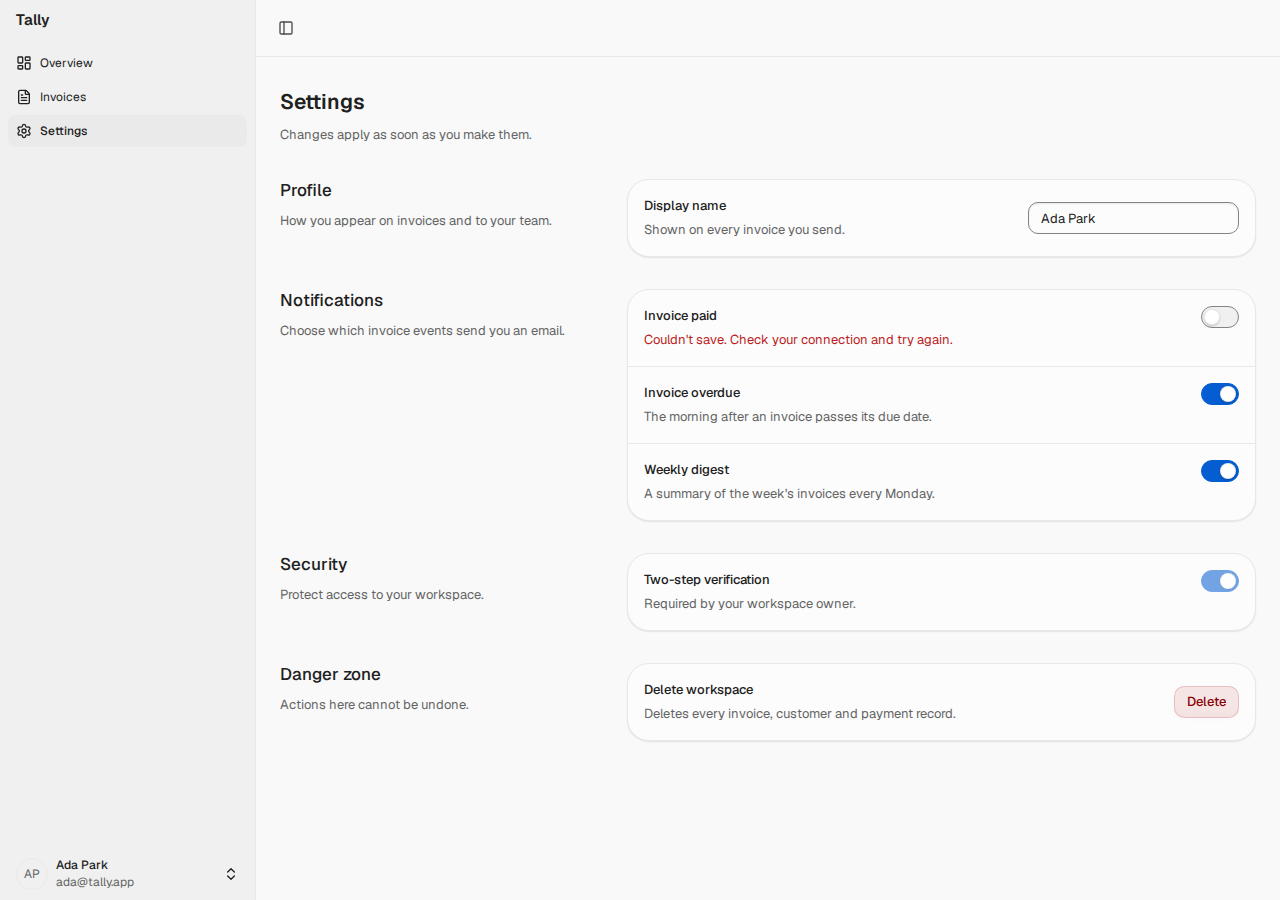 Tally
Overview
Invoices
Settings
Ada Park
ada@tally.app
AP
Settings
Changes apply as soon as you make them.
Profile
How you appear on invoices and to your team.
Display name
Shown on every invoice you send.
Ada Park
Notifications
Choose which invoice events send you an email.
Invoice paid
Couldn't save. Check your connection and try again.
Invoice overdue
The morning after an invoice passes its due date.
Weekly digest
A summary of the week's invoices every Monday.
Security
Protect access to your workspace.
Two-step verification
Required by your workspace owner.
Danger zone
Actions here cannot be undone.
Delete workspace
Deletes every invoice, customer and payment record.
Delete